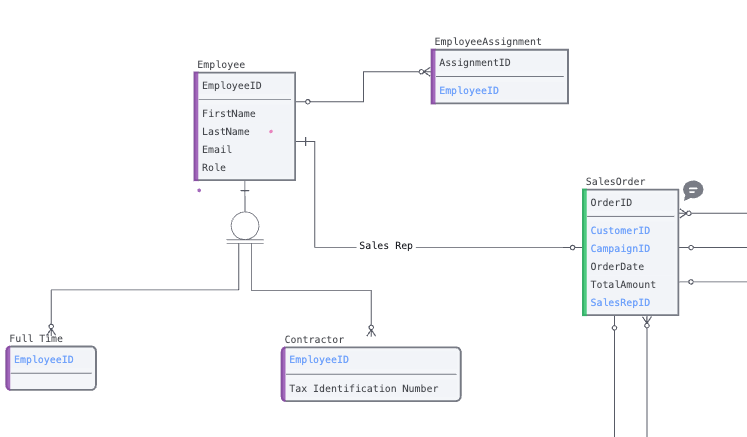 EmployeeAssignment
AssignmentID
EmployeeID
Employee
EmployeeID
FirstName
LastName
Email
Role
SalesOrder
OrderID
CustomerID
CampaignID
OrderDate
TotalAmount
SalesRepID
Sales Rep
Full Time
EmployeeID
Contractor
EmployeeID
Tax Identification Number